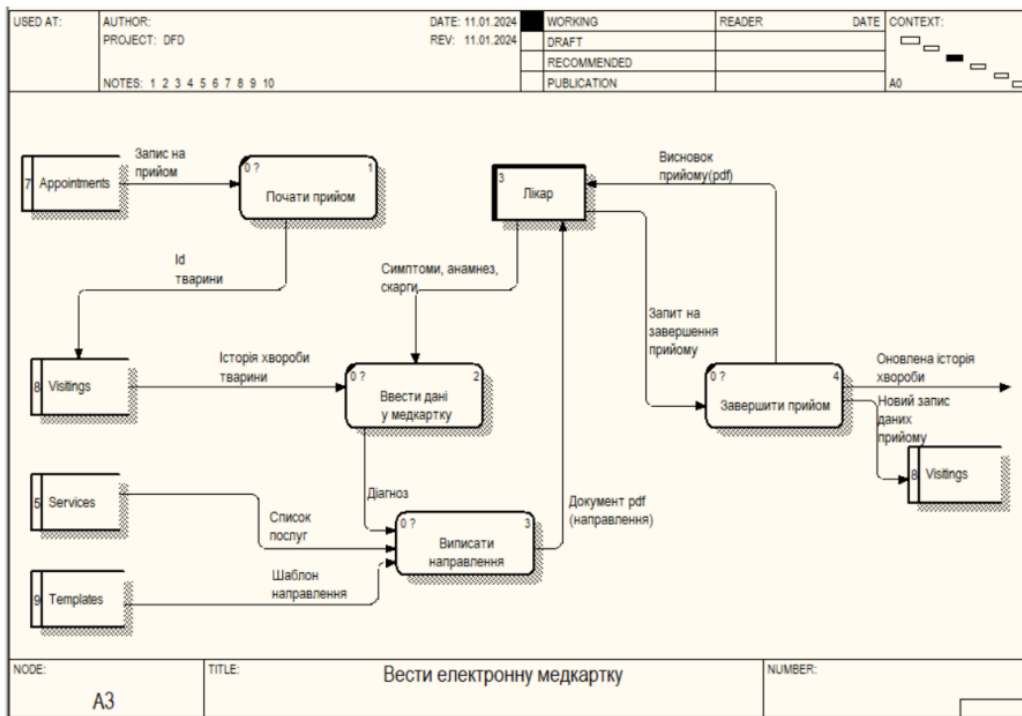 USED AT:
AUTHOR:
DATE: 11.01.2024
WORKING
READER
DATE
CONTEXT:
PROJECT: DFD
REV: 11.01.2024
DRAFT
RECOMMENDED
NOTES: 1 2 3 4 5 6 7 8 9 10
PUBLICATION
A0
7
Appointments
Запис на
прийом
0 ?
1
Почати прийом
3
Лікар
Висновок
прийому(pdf)
Id
тварини
Симптоми, анамнез,
скарги
Запит на
завершення
прийому
8
Visitings
Історія хвороби
тварини
0 ?
2
Ввести дані
у медкартку
0 ?
4
Завершити прийом
Оновлена історія
хвороби
Новий запис
даних
прийому
8
Visitings
5
Services
Список
послуг
Діагноз
0 ?
3
Виписати
направлення
Документ pdf
(направлення)
9
Templates
Шаблон
направлення
NODE:
A3
TITLE:
Вести електронну медкартку
NUMBER: